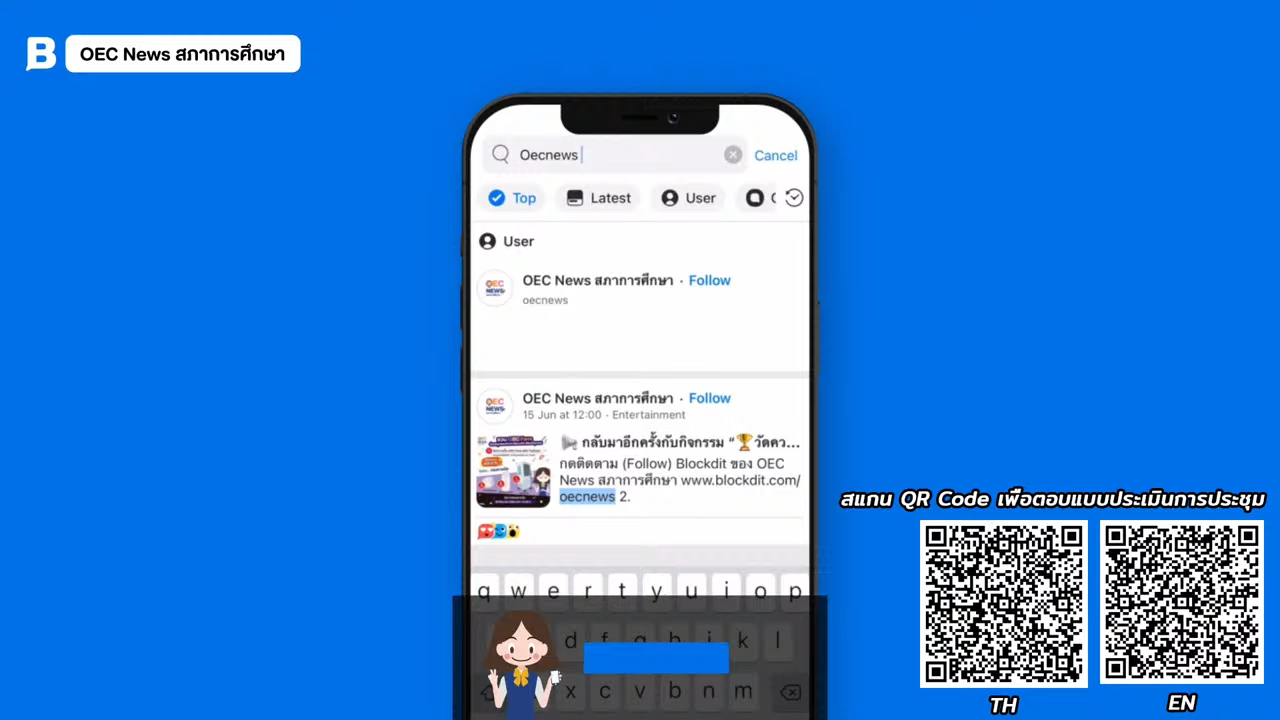 B OEC News สภาการศึกษา
Oecnews
Cancel
Top
Latest
User
User
OEC News สภาการศึกษา · Follow
oecnews
OEC News สภาการศึกษา · Follow
15 Jun at 12:00 · Entertainment
กลับมาอีกครั้งกับกิจกรรม “🏆วัดคว...
กดติดตาม (Follow) Blockdit ของ OEC
News สภาการศึกษา www.blockdit.com/
oecnews 2.
สแกน QR Code เพื่อตอบแบบประเมินการประชุม
q w e r t y u i o p
d f g h j k l
x c v b n m
TH
EN